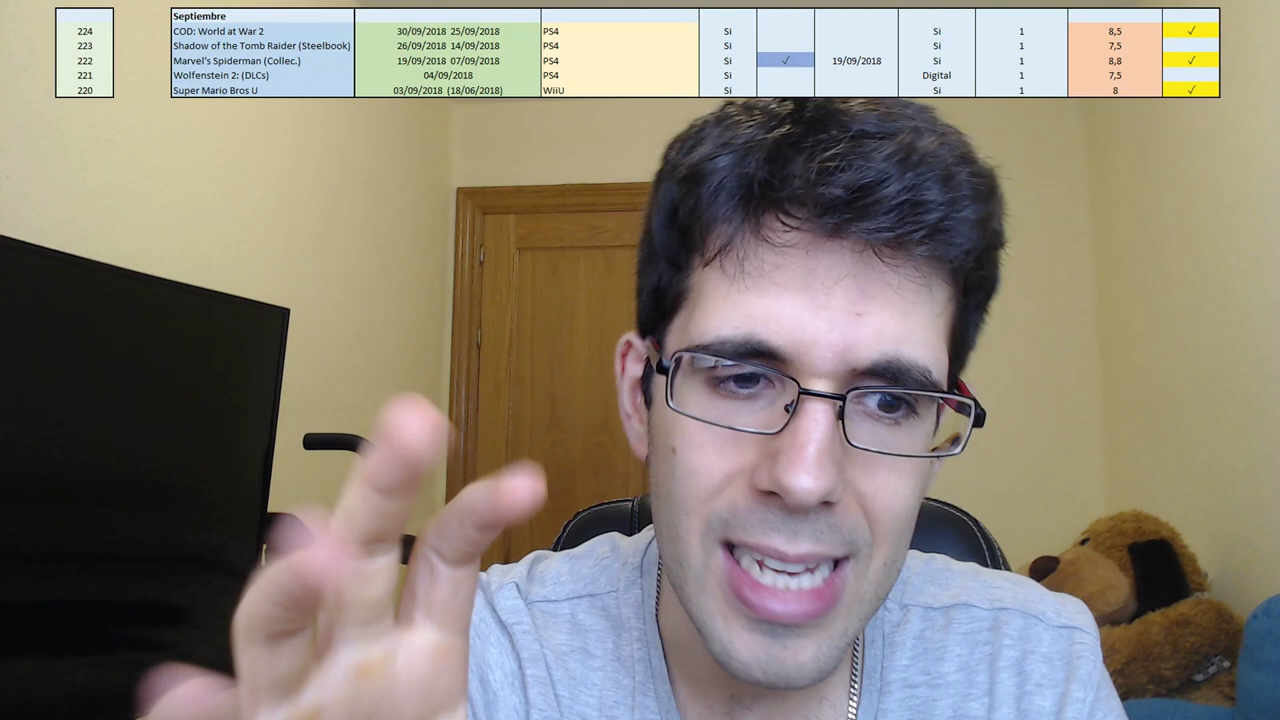 Septiembre
224 COD: World at War 2 30/09/2018 25/09/2018 PS4 Si Si 1 8,5 ✓
223 Shadow of the Tomb Raider (Steelbook) 26/09/2018 14/09/2018 PS4 Si Si 1 7,5
222 Marvel's Spiderman (Collec.) 19/09/2018 07/09/2018 PS4 Si ✓ 19/09/2018 Si 1 8,8 ✓
221 Wolfenstein 2: (DLCs) 04/09/2018 PS4 Si Digital 1 7,5
220 Super Mario Bros U 03/09/2018 (18/06/2018) WiiU Si Si 1 8 ✓